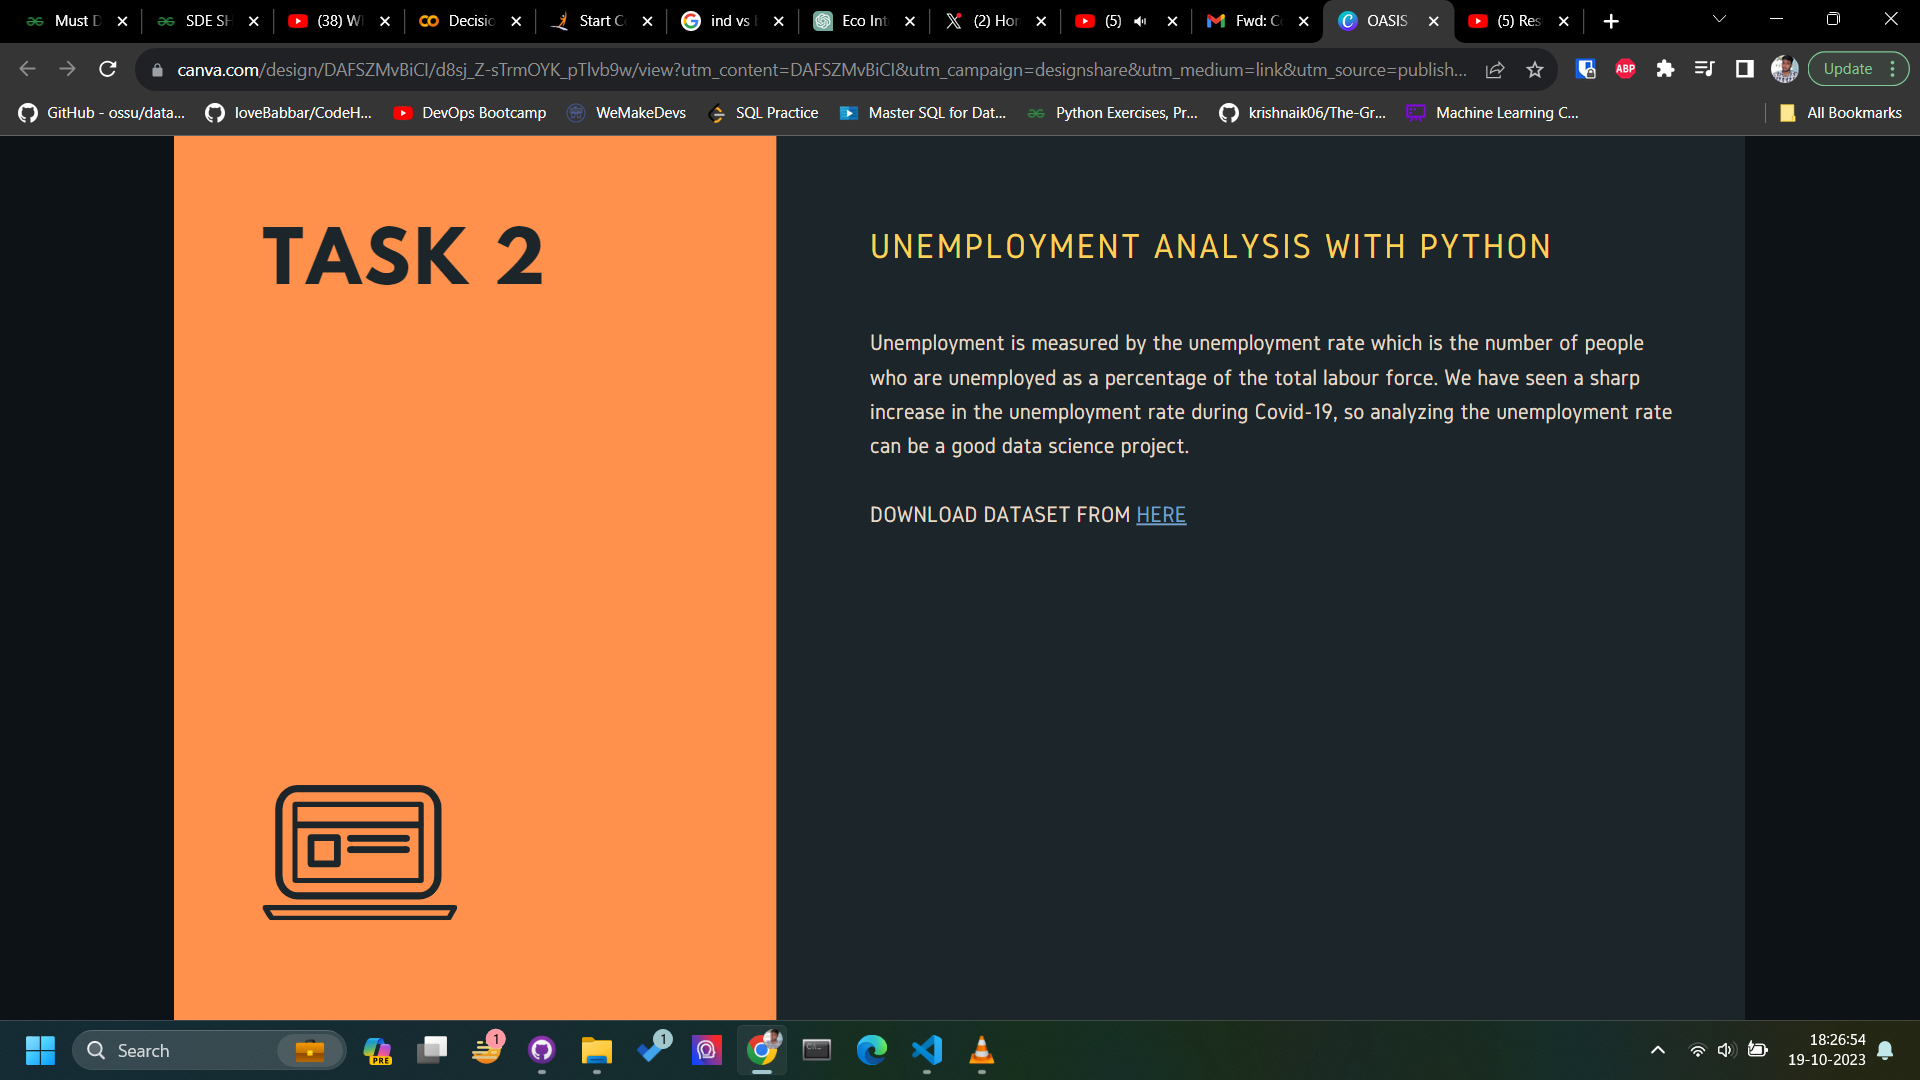 Must D
SDE SH
(38) W
Decisio
Start C
ind vs
Eco Int
(2) Hor
(5)
Fwd: C
OASIS
(5) Res
canva.com/design/DAFSZMvBiCI/d8sj_Z-sTrmOYK_pTlvb9w/view?utm_content=DAFSZMvBiCI&utm_campaign=designshare&utm_medium=link&utm_source=publish...
ABP
Update
GitHub - ossu/data...
loveBabbar/CodeH...
DevOps Bootcamp
WeMakeDevs
SQL Practice
Master SQL for Dat...
Python Exercises, Pr...
krishnaik06/The-Gr...
Machine Learning C...
All Bookmarks
TASK 2
UNEMPLOYMENT ANALYSIS WITH PYTHON
Unemployment is measured by the unemployment rate which is the number of people
who are unemployed as a percentage of the total labour force. We have seen a sharp
increase in the unemployment rate during Covid-19, so analyzing the unemployment rate
can be a good data science project.
DOWNLOAD DATASET FROM HERE
Search
PRE
1
1
18:26:54
19-10-2023